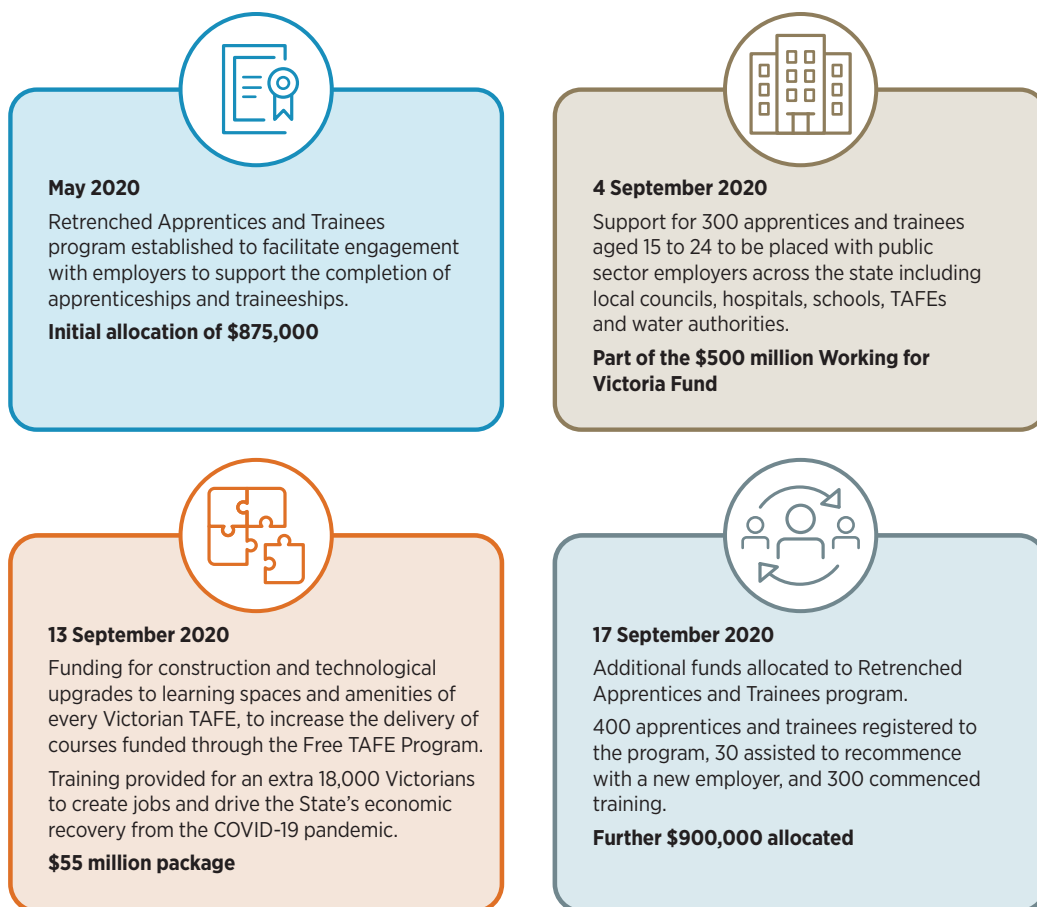 May 2020
Retrenched Apprentices and Trainees
program established to facilitate engagement
with employers to support the completion of
apprenticeships and traineeships.
Initial allocation of $875,000
4 September 2020
Support for 300 apprentices and trainees
aged 15 to 24 to be placed with public
sector employers across the state including
local councils, hospitals, schools, TAFEs
and water authorities.
Part of the $500 million Working for
Victoria Fund
13 September 2020
Funding for construction and technological
upgrades to learning spaces and amenities of
every Victorian TAFE, to increase the delivery of
courses funded through the Free TAFE Program.
Training provided for an extra 18,000 Victorians
to create jobs and drive the State’s economic
recovery from the COVID-19 pandemic.
$55 million package
17 September 2020
Additional funds allocated to Retrenched
Apprentices and Trainees program.
400 apprentices and trainees registered to
the program, 30 assisted to recommence
with a new employer, and 300 commenced
training.
Further $900,000 allocated